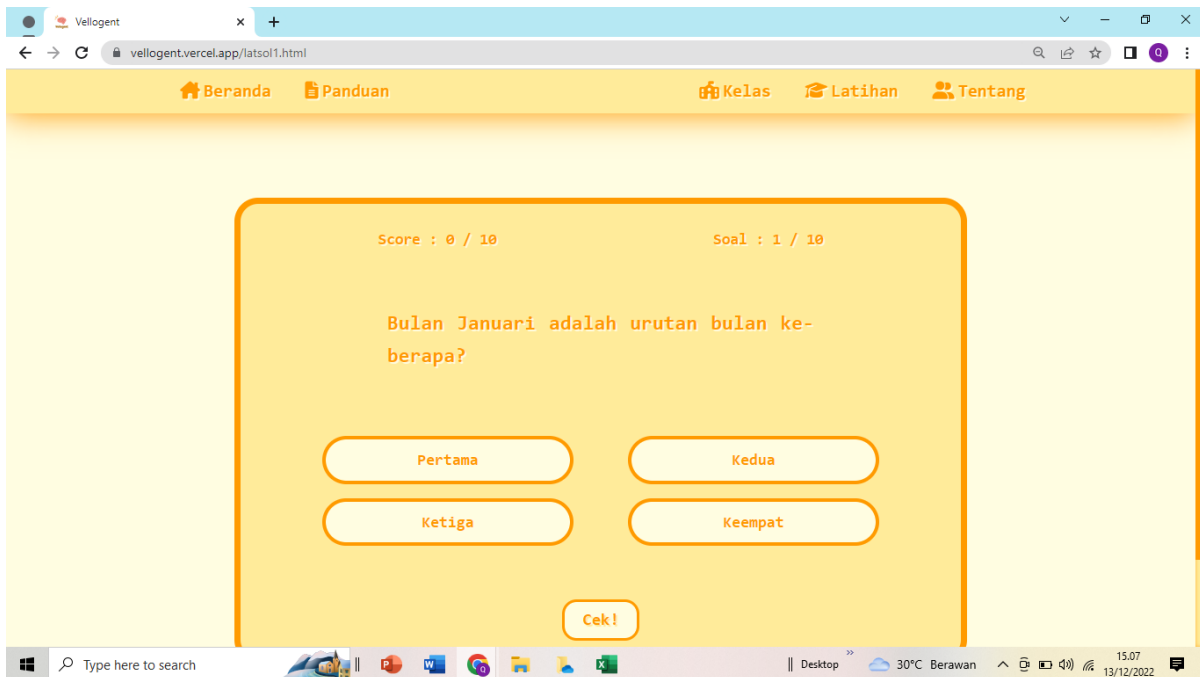 Vellogent
vellogent.vercel.app/latsol1.html
Q
Beranda Panduan Kelas Latihan Tentang
Score : 0 / 10 Soal : 1 / 10
Bulan Januari adalah urutan bulan ke-
berapa?
Pertama Kedua
Ketiga Keempat
Cek!
Type here to search
Desktop
30°C Berawan
15.07
13/12/2022